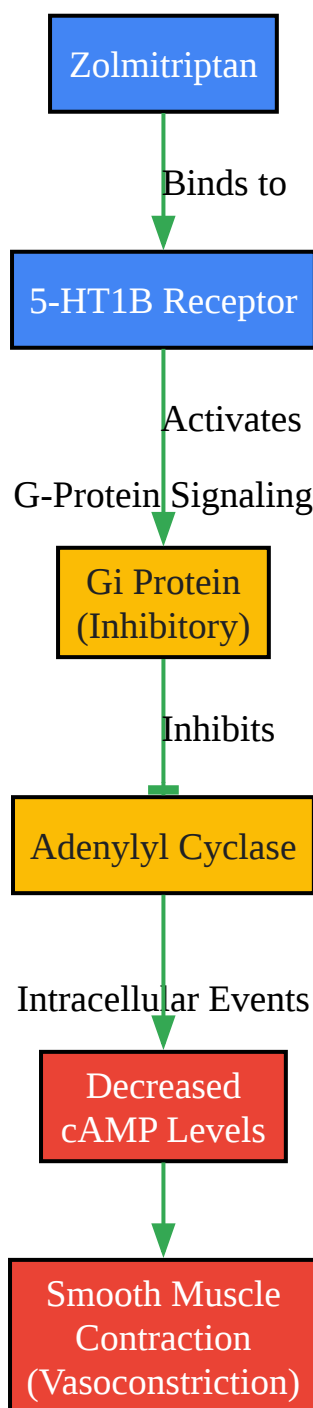 Zolmitriptan
Binds to
5-HT1B Receptor
Activates
G-Protein Signaling
Gi Protein
(Inhibitory)
Inhibits
Adenylyl Cyclase
Intracellular Events
Decreased
cAMP Levels
Smooth Muscle
Contraction
(Vasoconstriction)